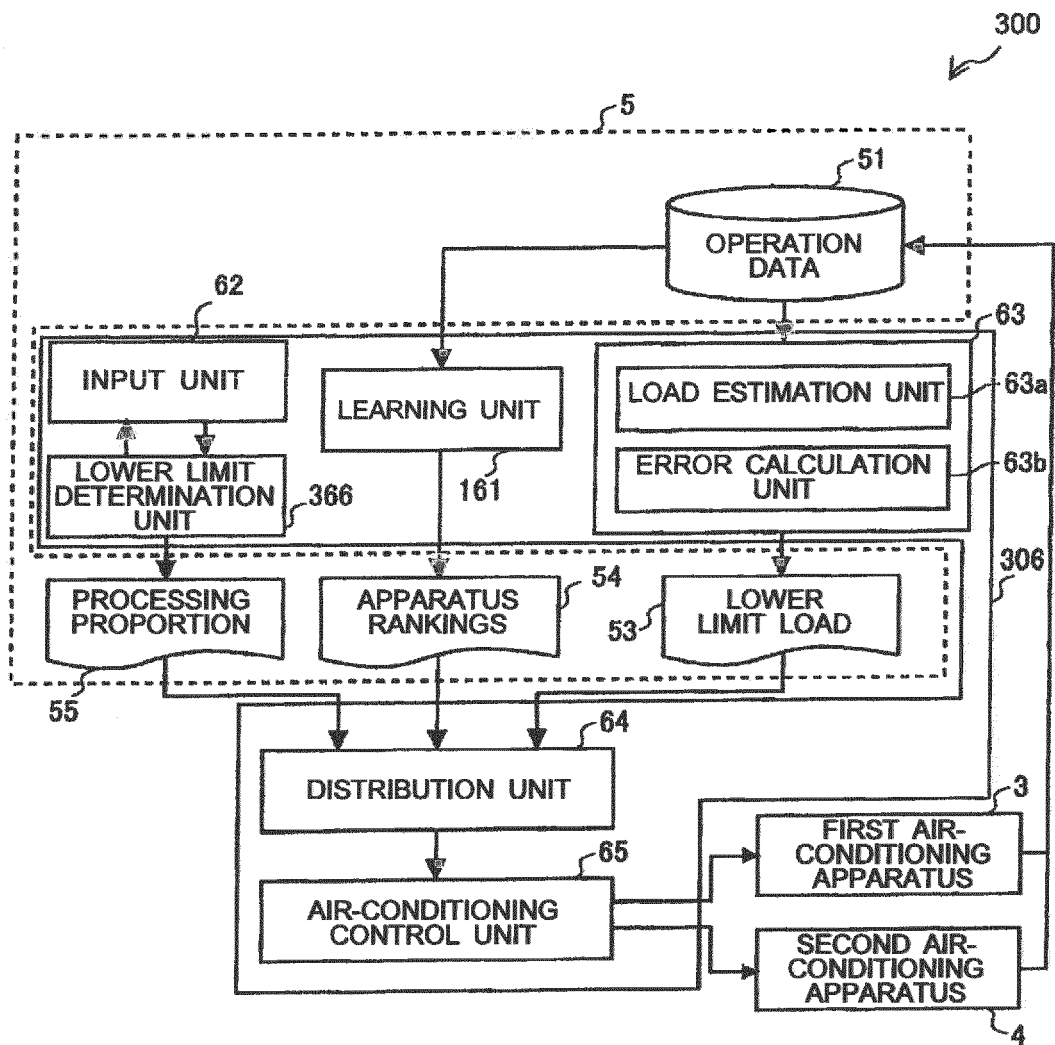 300
5
51
OPERATION
DATA
62
63
INPUT UNIT
LEARNING UNIT
161
LOAD ESTIMATION UNIT
63a
ERROR CALCULATION
UNIT
63b
LOWER LIMIT
DETERMINATION
UNIT
366
306
PROCESSING
PROPORTION
55
APPARATUS
RANKINGS
54
53
LOWER
LIMIT LOAD
64
DISTRIBUTION UNIT
65
AIR-CONDITIONING
CONTROL UNIT
3
FIRST AIR-
CONDITIONING
APPARATUS
SECOND AIR-
CONDITIONING
APPARATUS
4